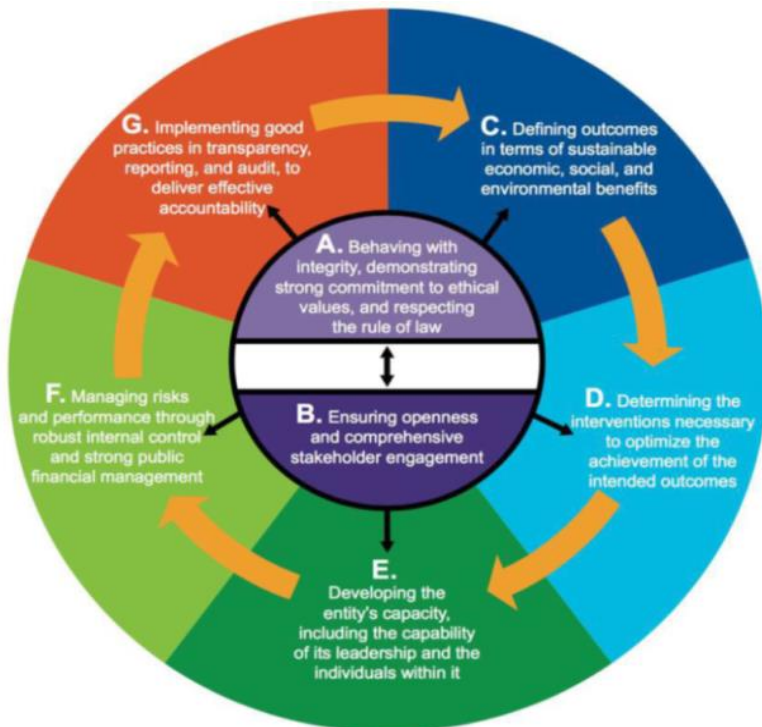 G. Implementing good
practices in transparency,
reporting, and audit, to
deliver effective
accountability
C. Defining outcomes
in terms of sustainable
economic, social, and
environmental benefits
A. Behaving with
integrity, demonstrating
strong commitment to ethical
values, and respecting
the rule of law
F. Managing risks
and performance through
robust internal control
and strong public
financial management
B. Ensuring openness
and comprehensive
stakeholder engagement
D. Determining the
interventions necessary
to optimize the
achievement of the
intended outcomes
E.
Developing the
entity's capacity,
including the capability
of its leadership and the
individuals within it